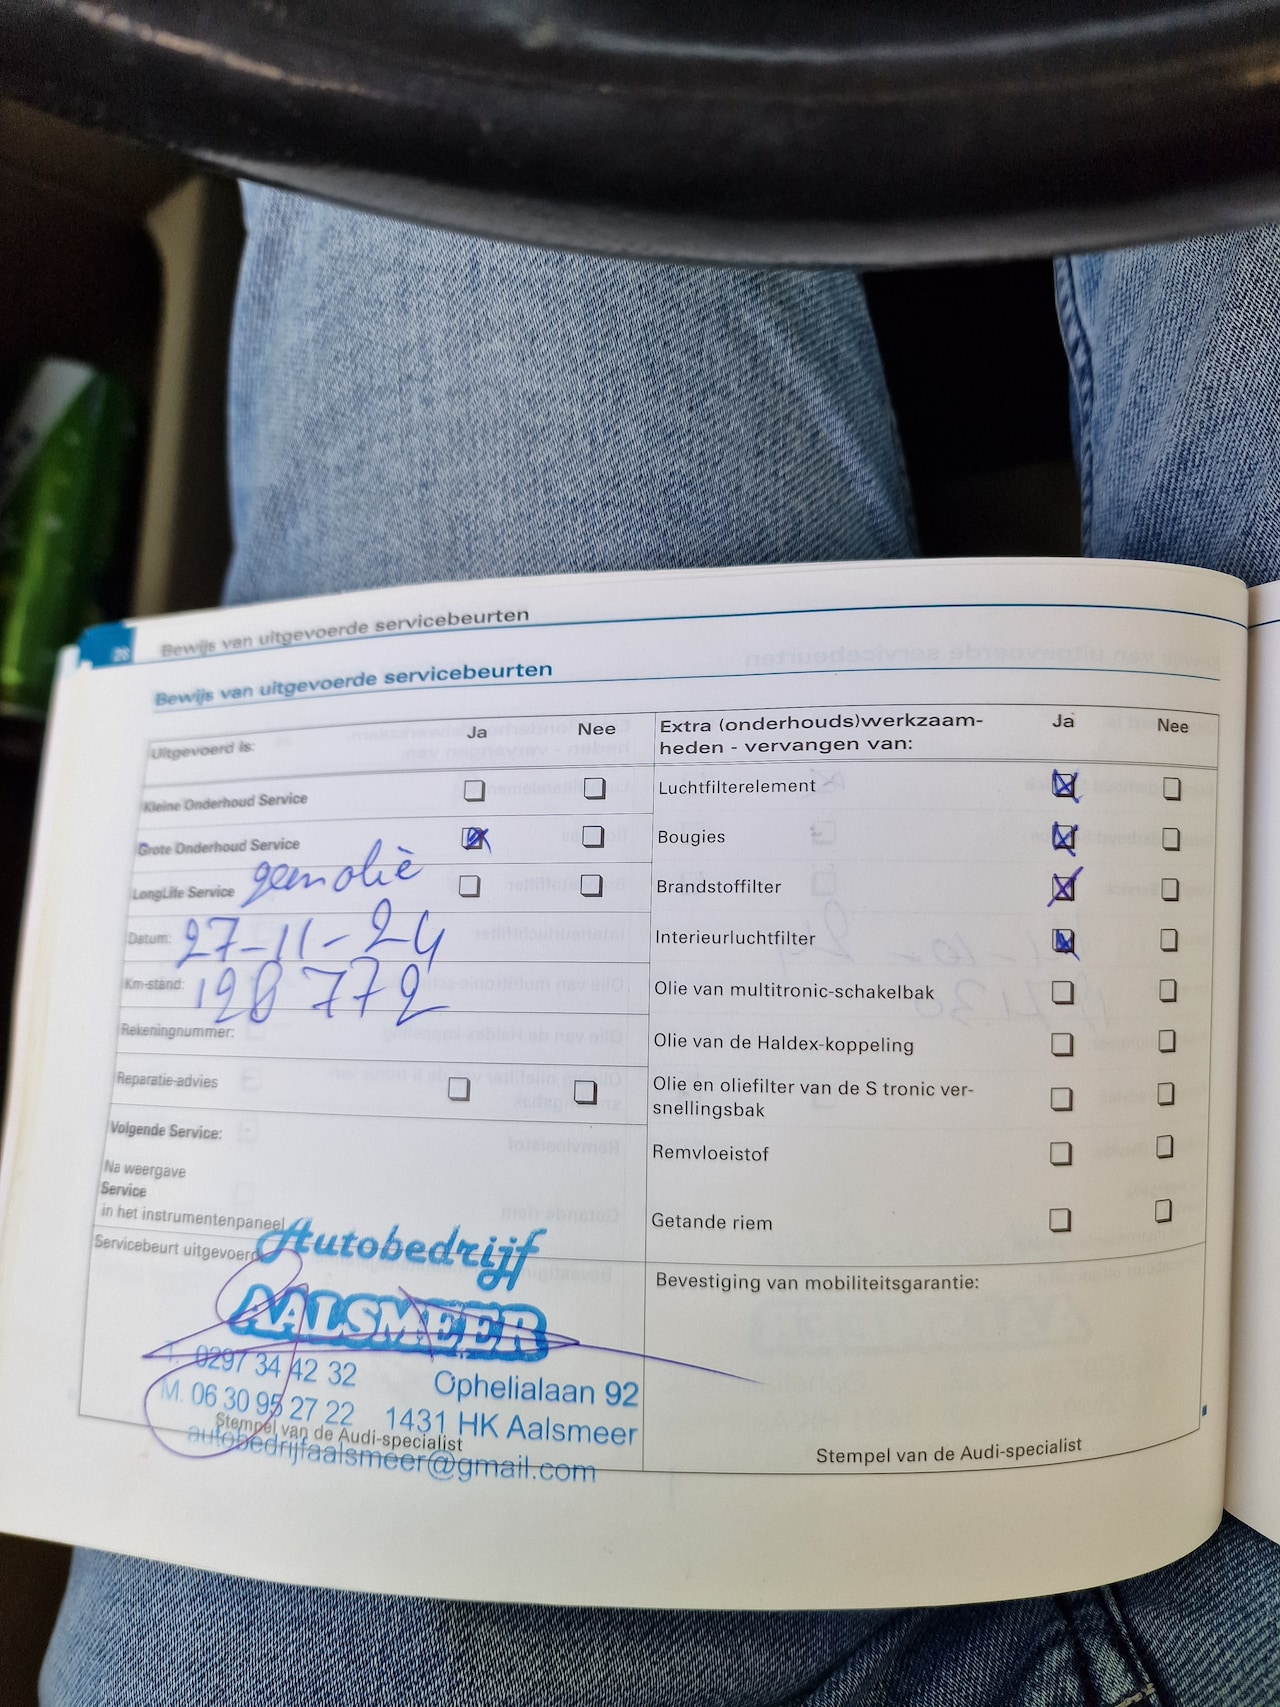 28 Bewijs van uitgevoerde servicebeurten
Bewijs van uitgevoerde servicebeurten
Uitgevoerd is: Ja Nee
Kleine Onderhoud Service
Grote Onderhoud Service
geen olie
LongLife Service
Datum: 27-11-24
Km-stand: 198 772
Rekeningnummer:
Reparatie-advies
Volgende Service:
Na weergave
Service
in het instrumentenpaneel
Servicebeurt uitgevoerd
Autobedrijf
AALSMEER
T. 0297 34 42 32
Ophelialaan 92
M. 06 30 95 27 22
1431 HK Aalsmeer
Stempel van de Audi-specialist
autobedrijfaalsmeer@gmail.com
Extra (onderhouds)werkzaam-
heden - vervangen van: Ja Nee
Luchtfilterelement
Bougies
Brandstoffilter
Interieurluchtfilter
Olie van multitronic-schakelbak
Olie van de Haldex-koppeling
Olie en oliefilter van de S tronic ver-
snellingsbak
Remvloeistof
Getande riem
Bevestiging van mobiliteitsgarantie:
Stempel van de Audi-specialist